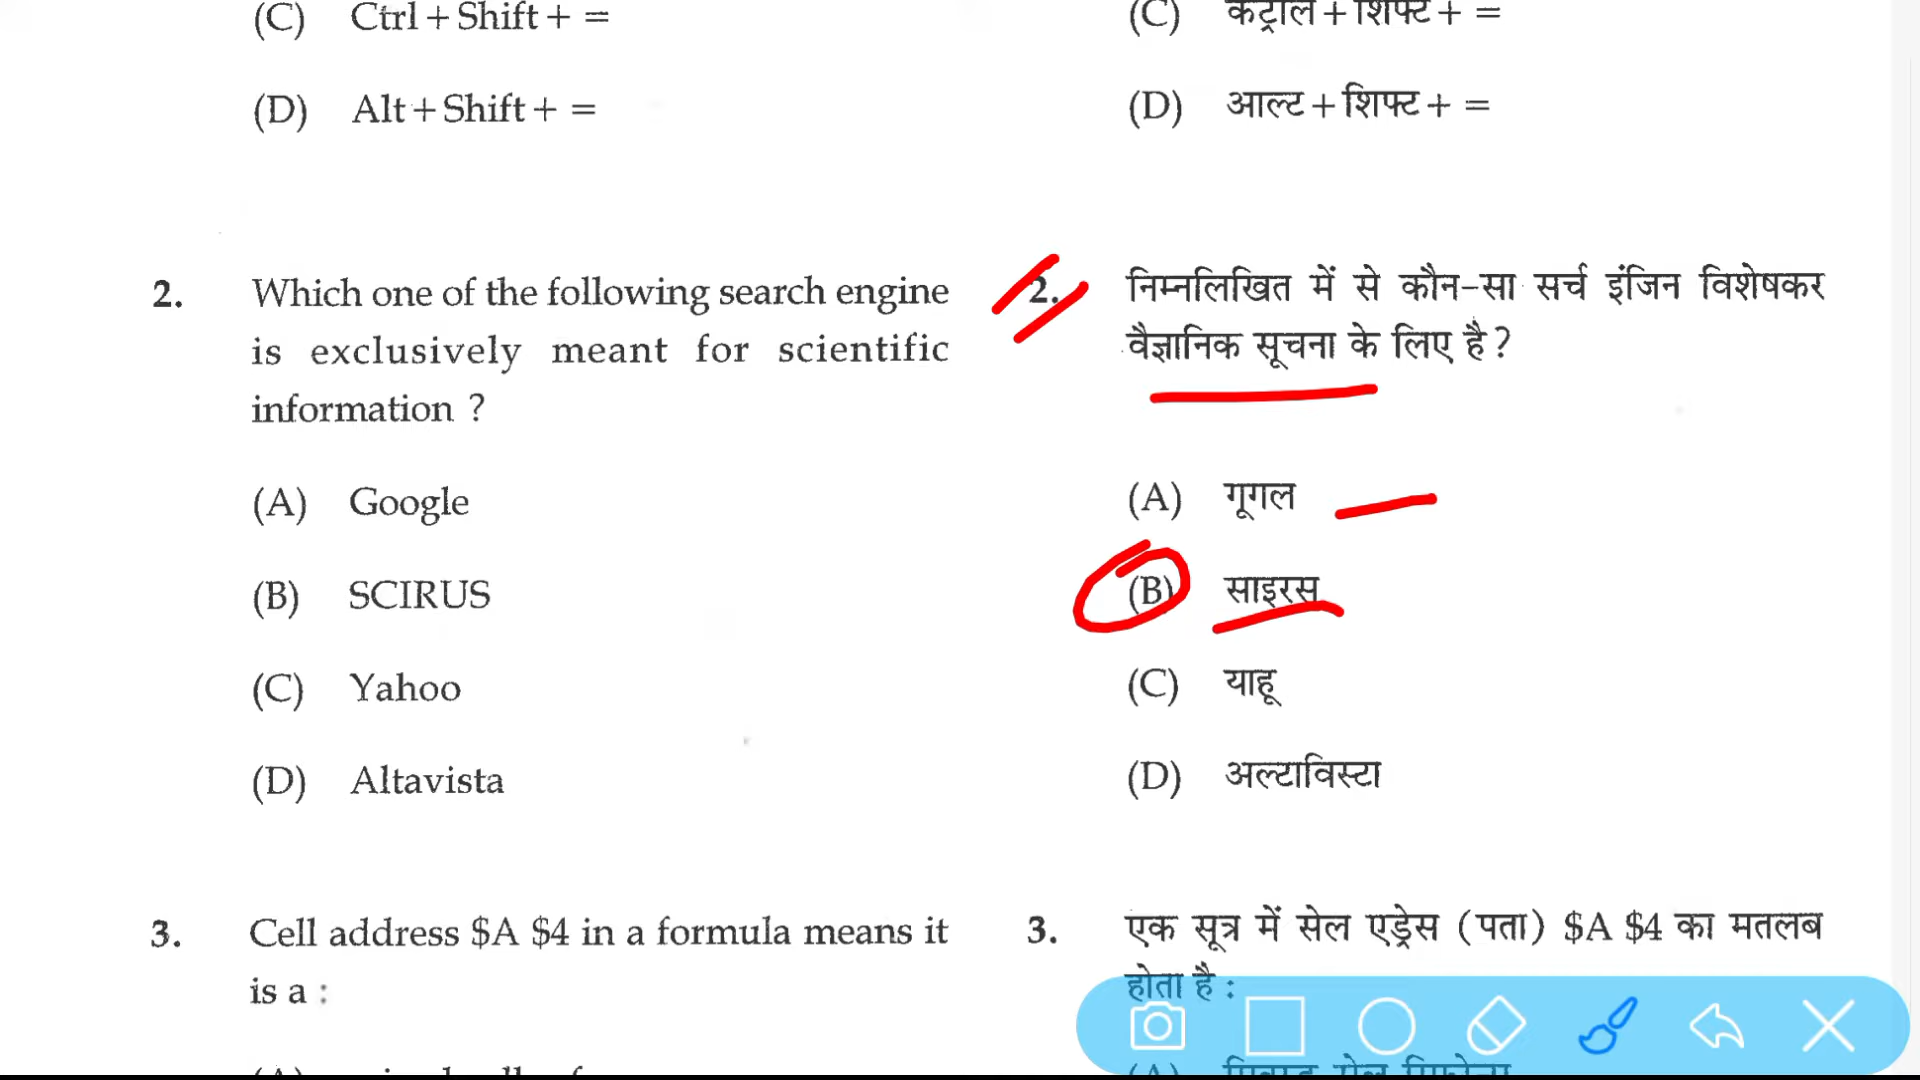 (C) Ctrl + Shift + =
(D) Alt + Shift + =
2. Which one of the following search engine
is exclusively meant for scientific
information ?
(A) Google
(B) SCIRUS
(C) Yahoo
(D) Altavista
3. Cell address $A $4 in a formula means it
is a :
(C) कंट्रोल + शिफ्ट + =
(D) आल्ट + शिफ्ट + =
2. निम्नलिखित में से कौन-सा सर्च इंजिन विशेषकर
वैज्ञानिक सूचना के लिए है ?
(A) गूगल
(B) साइरस
(C) याहू
(D) अल्टाविस्टा
3. एक सूत्र में सेल एड्रेस (पता) $A $4 का मतलब
होता है :